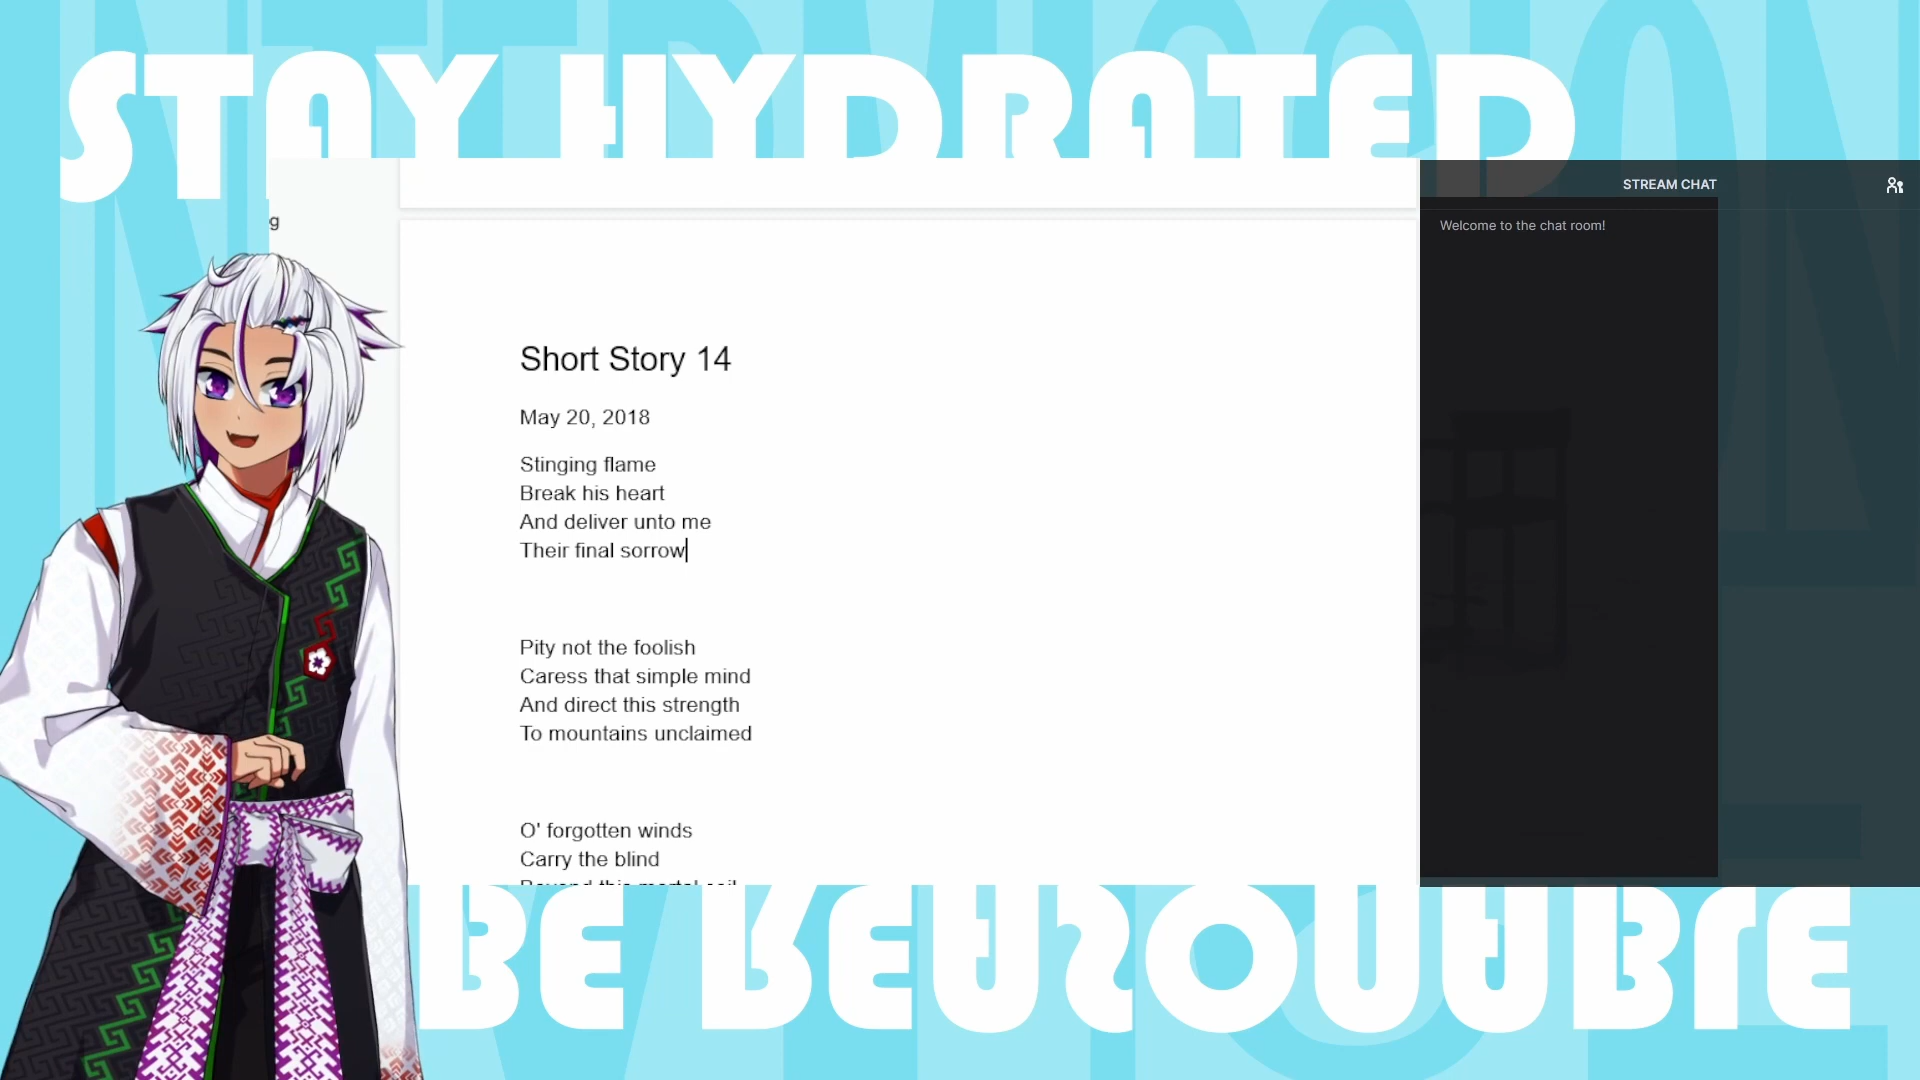 STAY HYDRATED
STREAM CHAT
Welcome to the chat room!
g
Short Story 14
May 20, 2018
Stinging flame
Break his heart
And deliver unto me
Their final sorrow
Pity not the foolish
Caress that simple mind
And direct this strength
To mountains unclaimed
O' forgotten winds
Carry the blind
BE